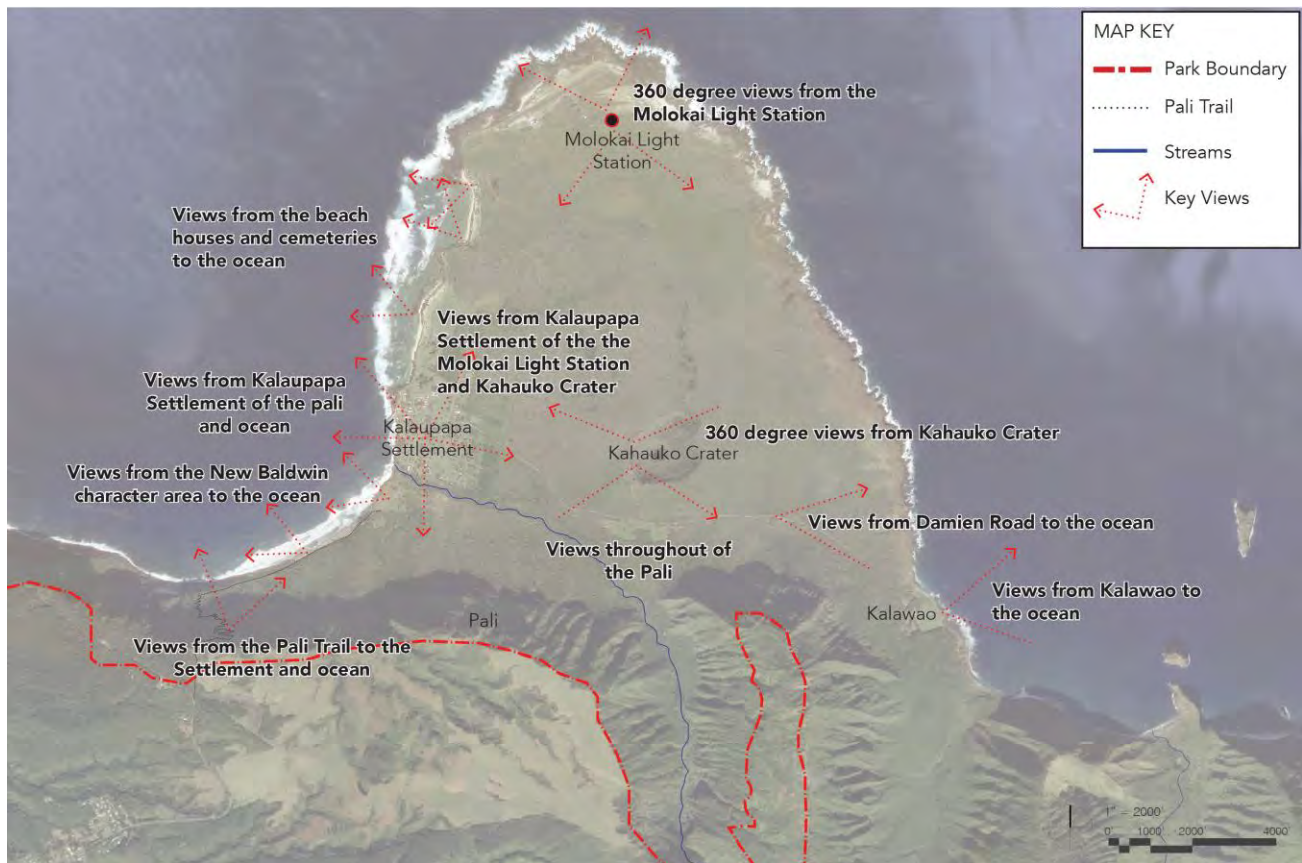 MAP KEY
Park Boundary
Pali Trail
Streams
Key Views
360 degree views from the
Molokai Light Station
Molokai Light
Station
Views from the beach
houses and cemeteries
to the ocean
Views from Kalaupapa
Settlement of the the
Molokai Light Station
and Kahauko Crater
Views from Kalaupapa
Settlement of the pali
and ocean
Kalaupapa
Settlement
360 degree views from Kahauko Crater
Kahauko Crater
Views from the New Baldwin
character area to the ocean
Views from Damien Road to the ocean
Views throughout of
the Pali
Views from Kalawao to
the ocean
Kalawao
Pali
Views from the Pali Trail to the
Settlement and ocean
1" = 2000'
0' 1000' 2000' 4000'